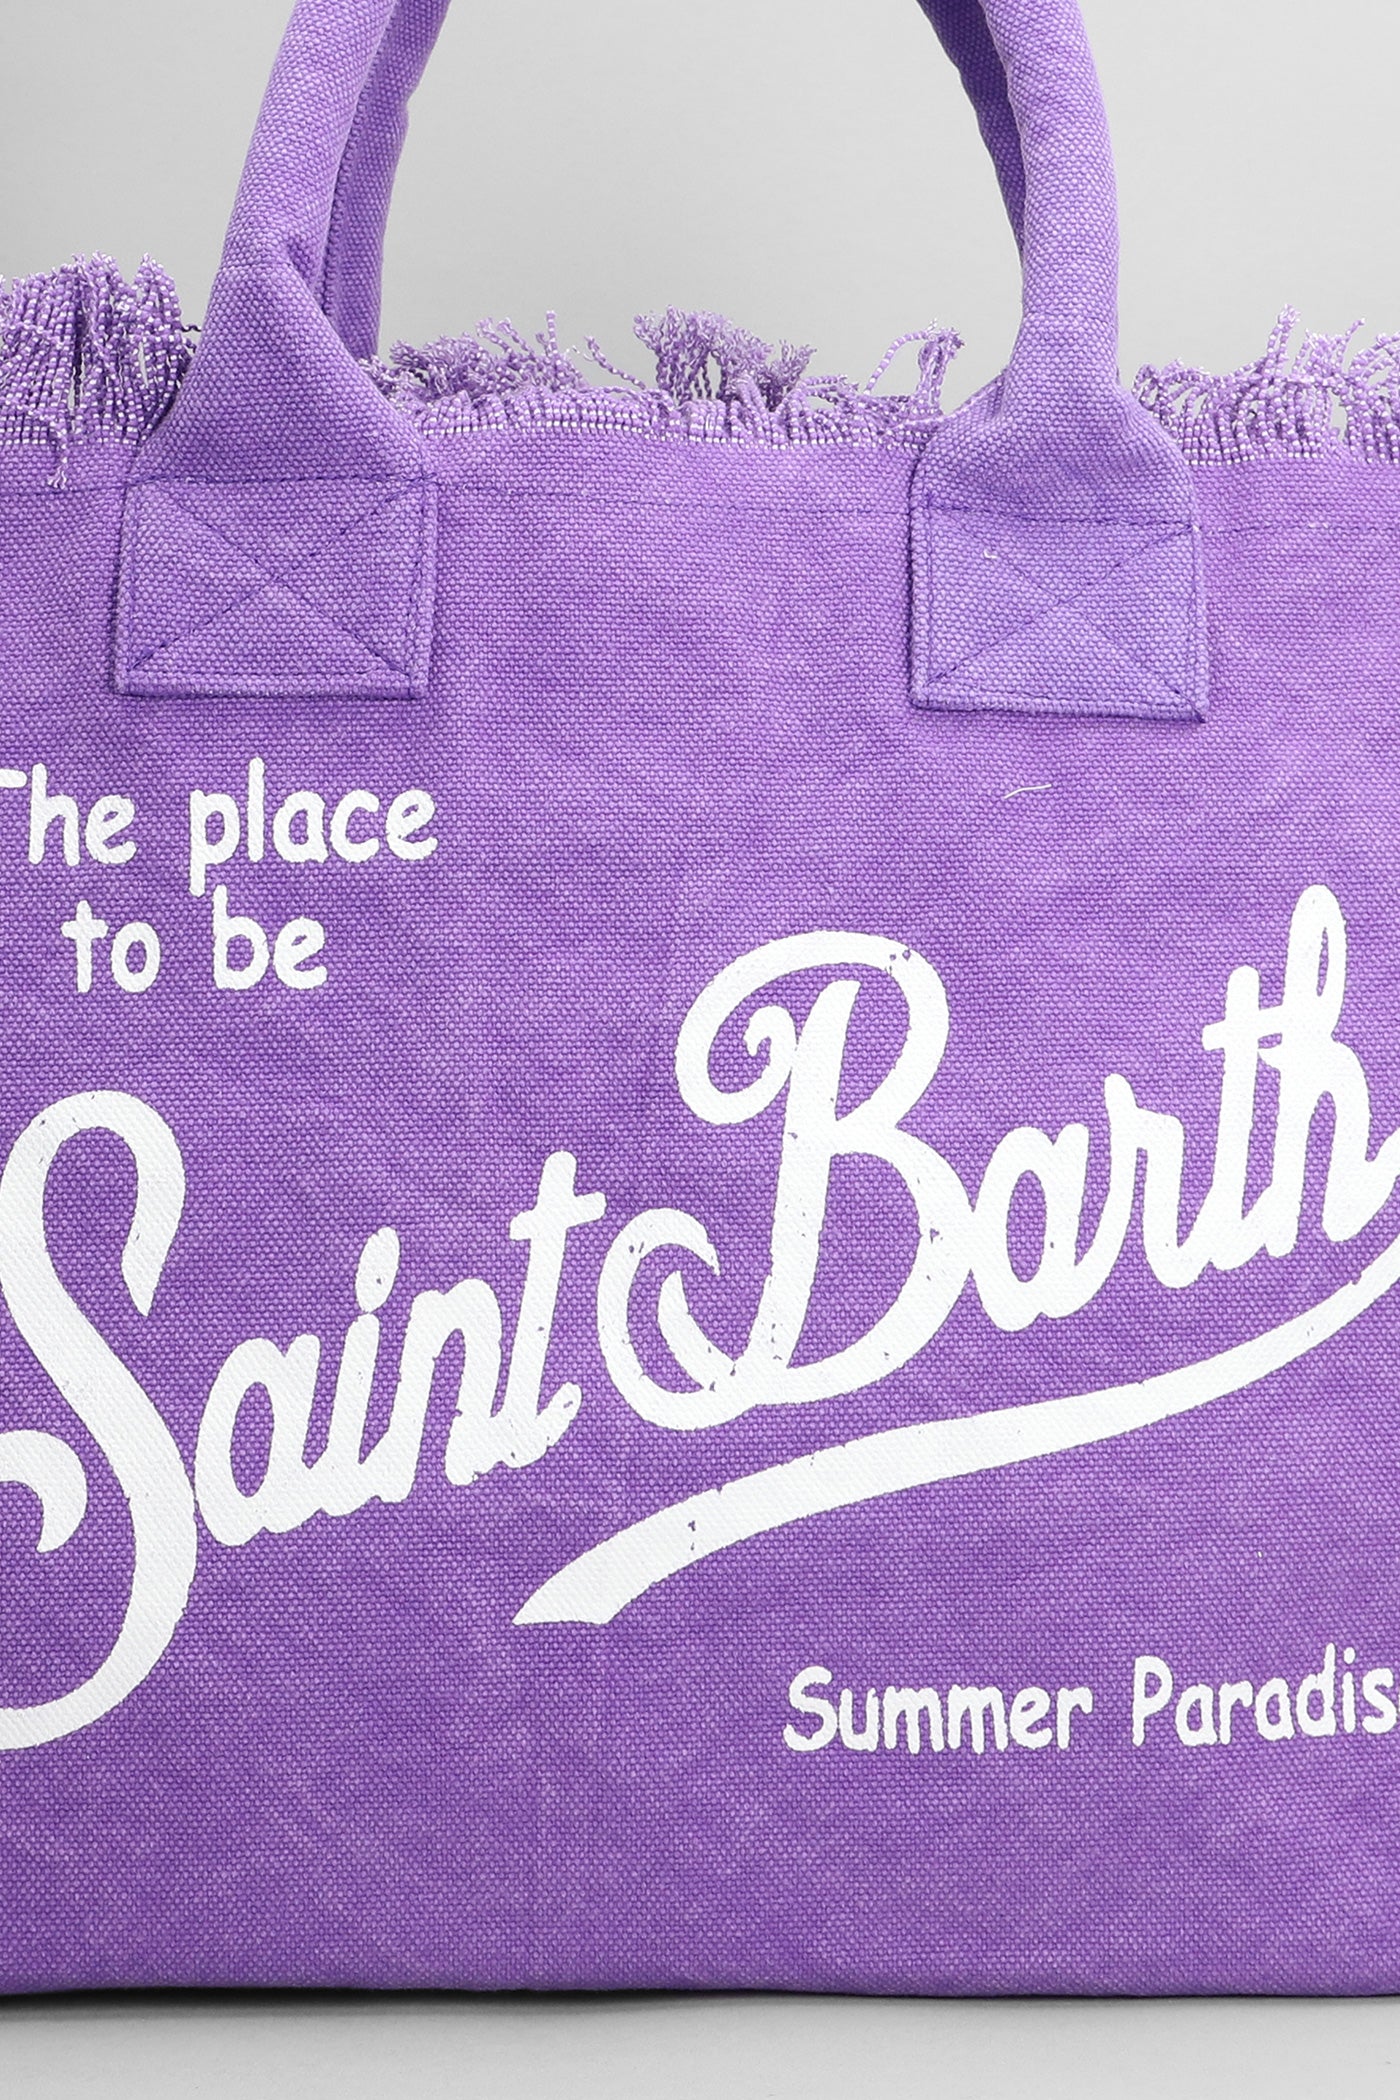 The place
to be
Saint Barth
Summer Paradis